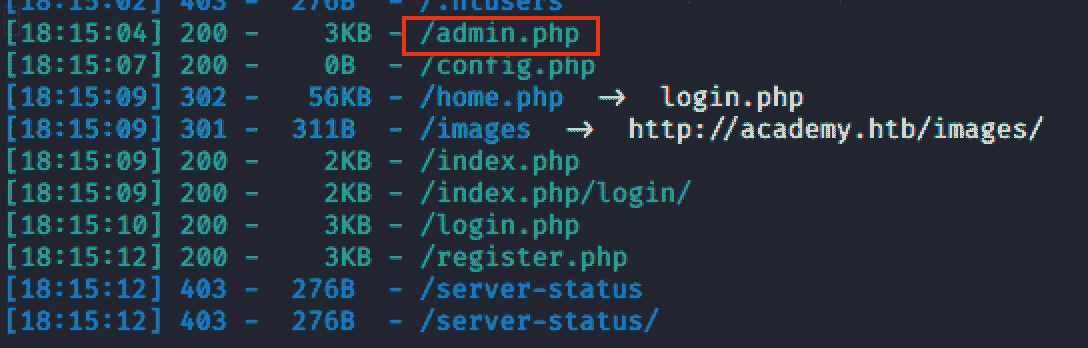 [18:15:02] 403 -   276B  - /.htusers
[18:15:04] 200 -     3KB - /admin.php
[18:15:07] 200 -     0B  - /config.php
[18:15:09] 302 -    56KB - /home.php  →  login.php
[18:15:09] 301 -   311B  - /images  →  http://academy.htb/images/
[18:15:09] 200 -     2KB - /index.php
[18:15:09] 200 -     2KB - /index.php/login/
[18:15:10] 200 -     3KB - /login.php
[18:15:12] 200 -     3KB - /register.php
[18:15:12] 403 -   276B  - /server-status
[18:15:12] 403 -   276B  - /server-status/